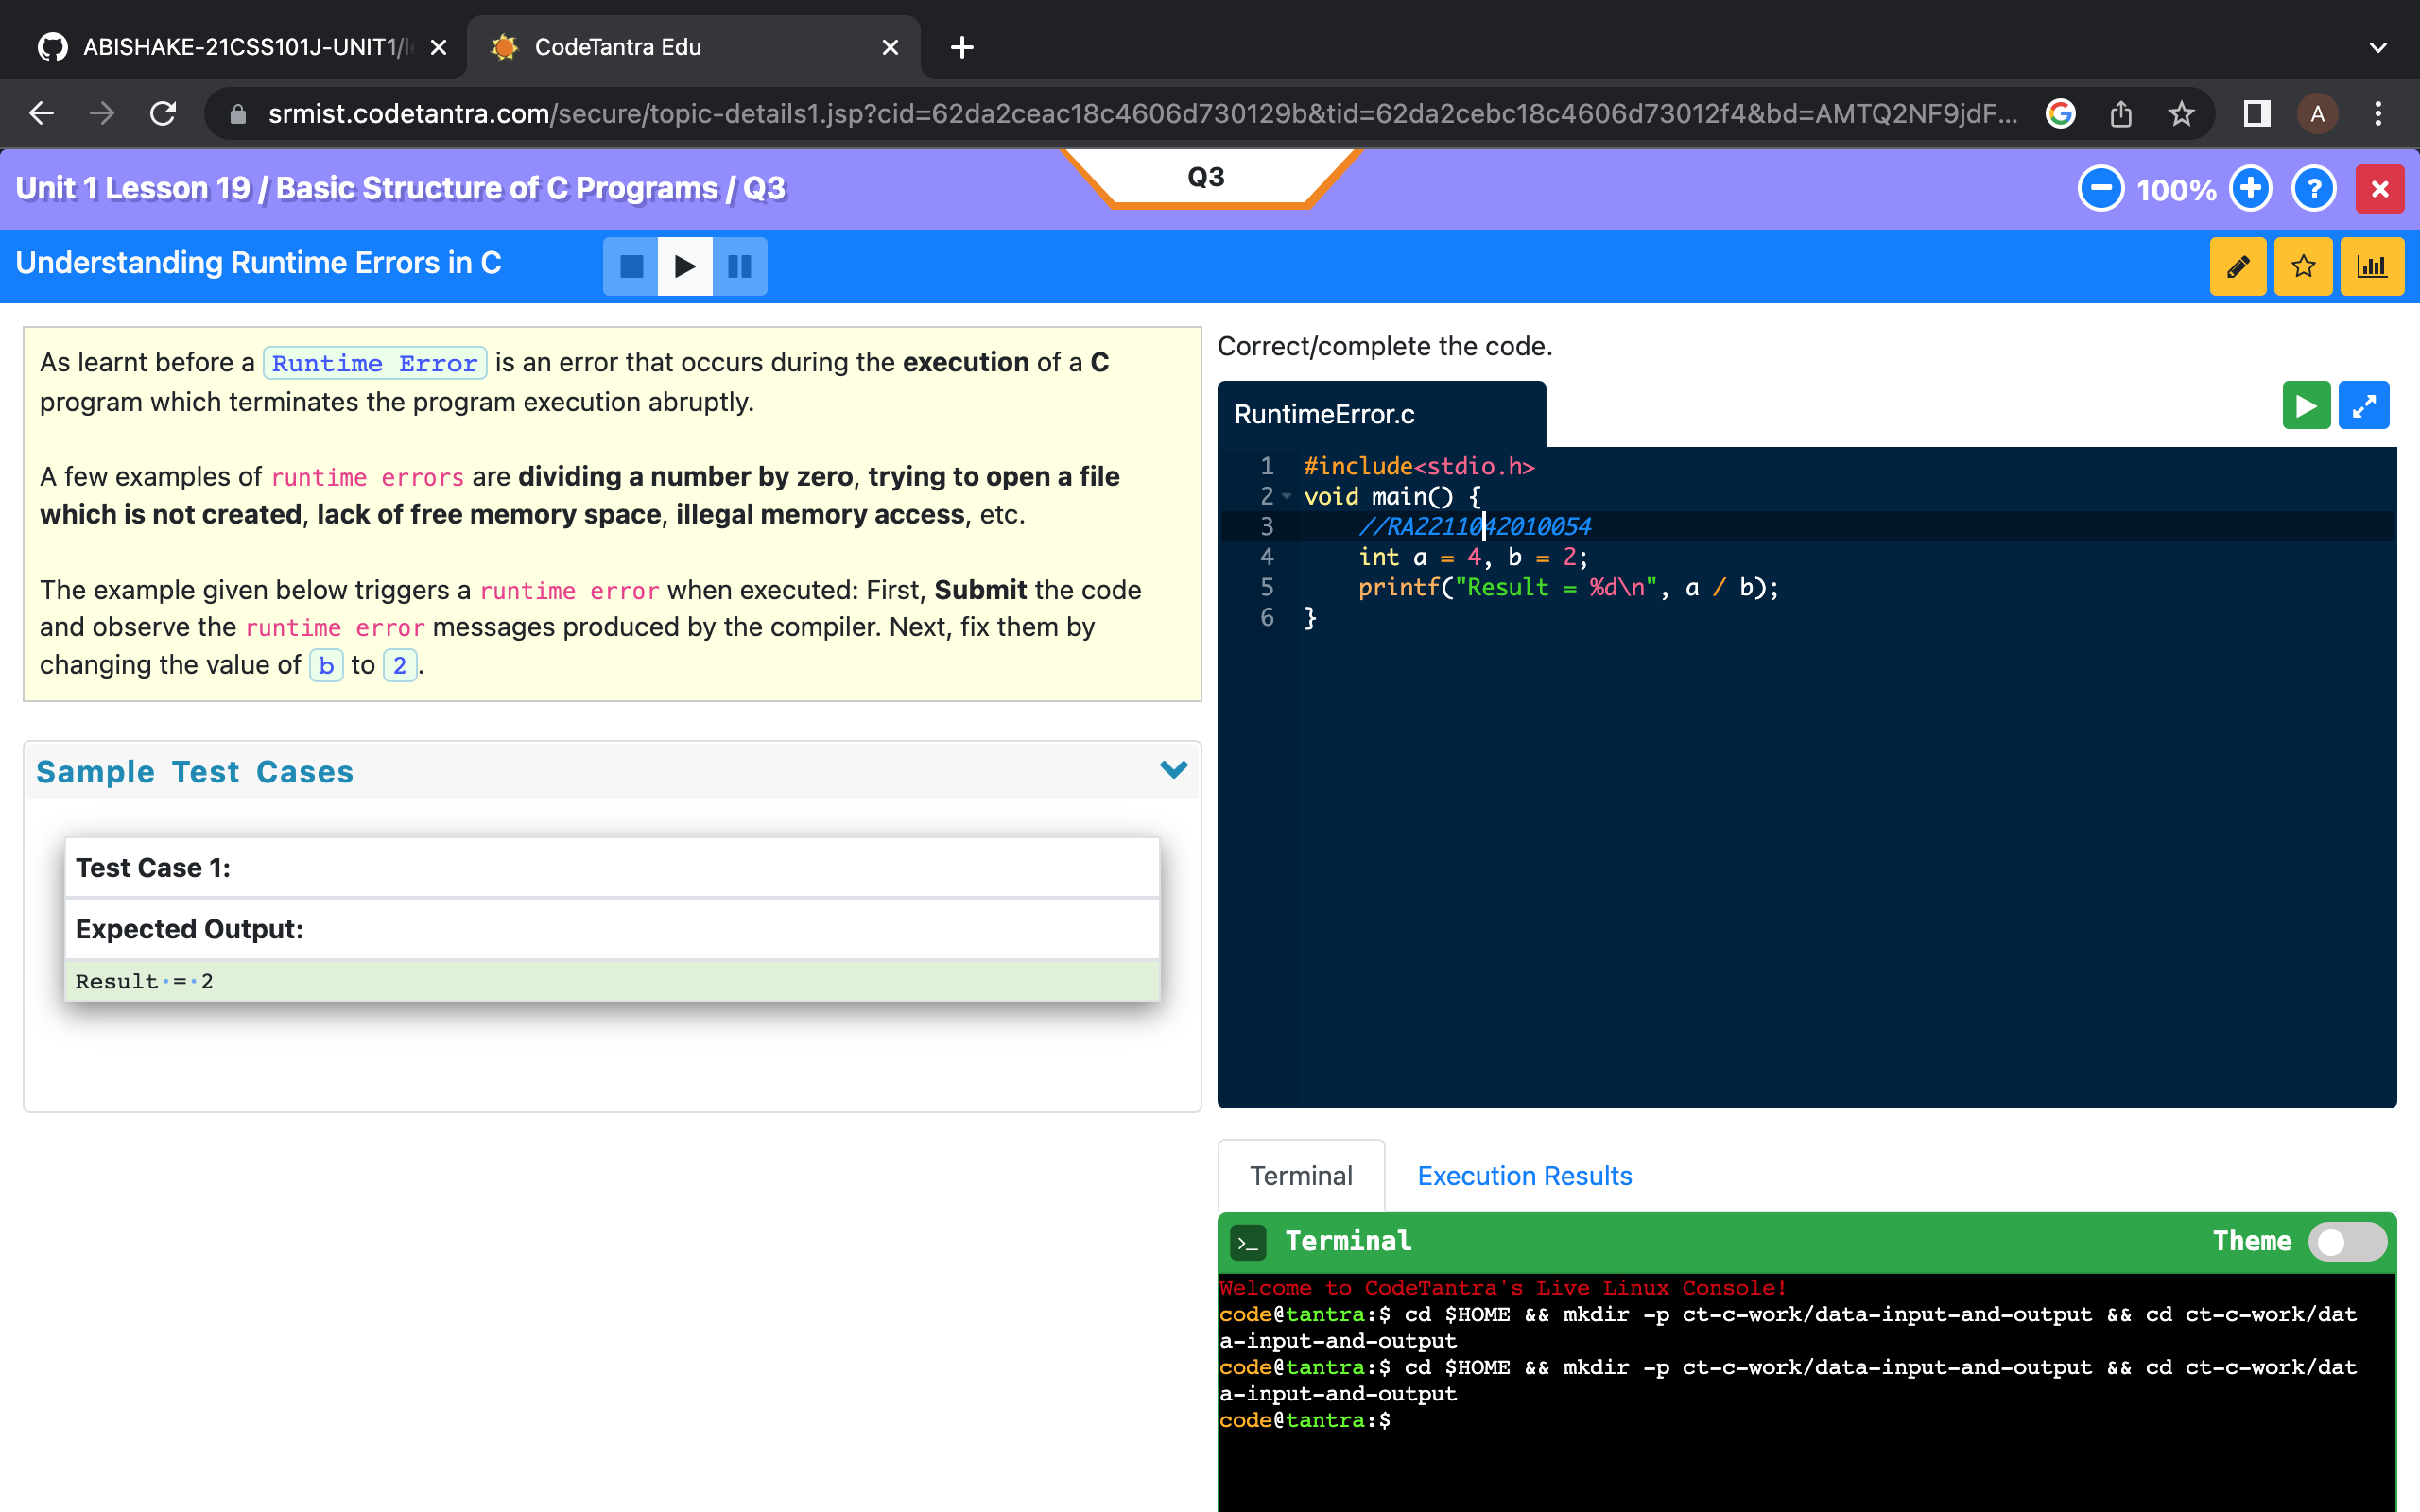 ABISHAKE-21CSS101J-UNIT1/l
CodeTantra Edu
srmist.codetantra.com/secure/topic-details1.jsp?cid=62da2ceac18c4606d730129b&tid=62da2cebc18c4606d73012f4&bd=AMTQ2NF9jdF...
A
Unit 1 Lesson 19 / Basic Structure of C Programs / Q3
Q3
100%
?
Understanding Runtime Errors in C
As learnt before a Runtime Error is an error that occurs during the execution of a C
program which terminates the program execution abruptly.
A few examples of runtime errors are dividing a number by zero, trying to open a file
which is not created, lack of free memory space, illegal memory access, etc.
The example given below triggers a runtime error when executed: First, Submit the code
and observe the runtime error messages produced by the compiler. Next, fix them by
changing the value of b to 2.
Sample Test Cases
Test Case 1:
Expected Output:
Result·=·2
Correct/complete the code.
RuntimeError.c
1 #include<stdio.h>
2 void main() {
3 //RA2211042010054
4 int a = 4, b = 2;
5 printf("Result = %d\n", a / b);
6 }
Terminal
Execution Results
>_ Terminal
Theme
Welcome to CodeTantra's Live Linux Console!
code@tantra:$ cd $HOME && mkdir -p ct-c-work/data-input-and-output && cd ct-c-work/dat
a-input-and-output
code@tantra:$ cd $HOME && mkdir -p ct-c-work/data-input-and-output && cd ct-c-work/dat
a-input-and-output
code@tantra:$